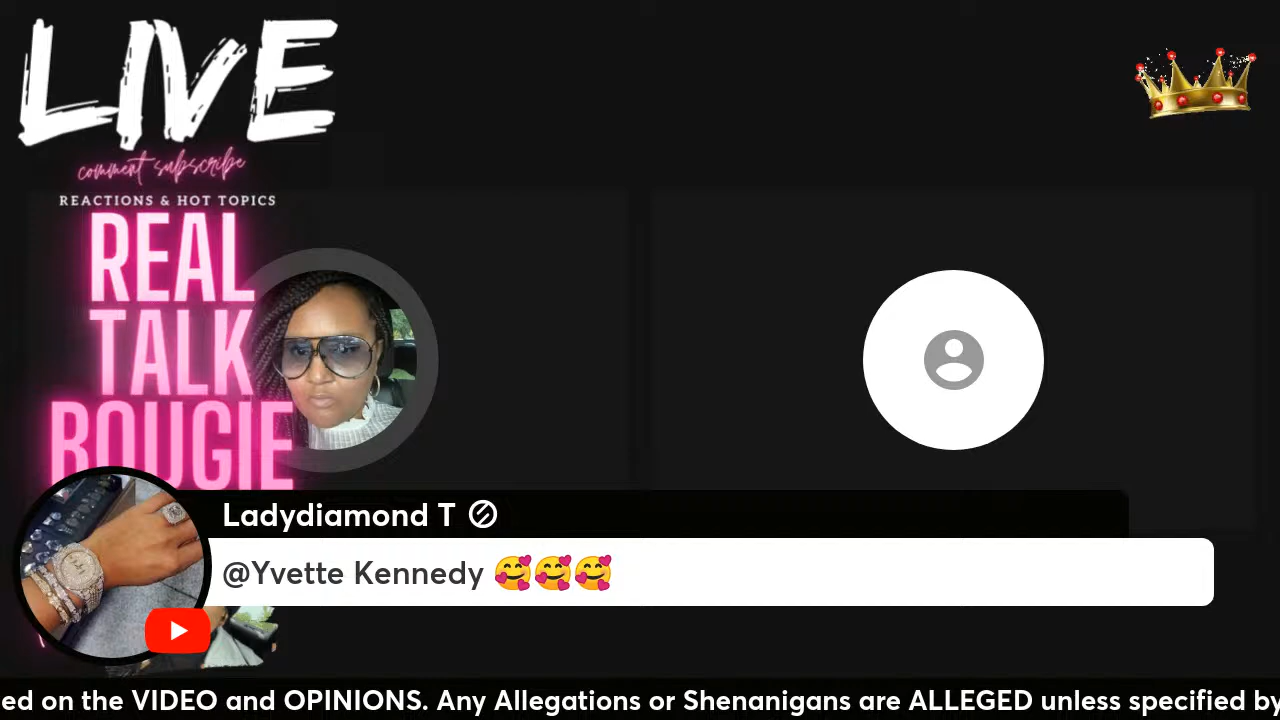 LIVE
comment subscribe
REACTIONS & HOT TOPICS
REAL
TALK
BOUGIE
Ladydiamond T
@Yvette Kennedy 🥰🥰🥰
ed on the VIDEO and OPINIONS. Any Allegations or Shenanigans are ALLEGED unless specified by